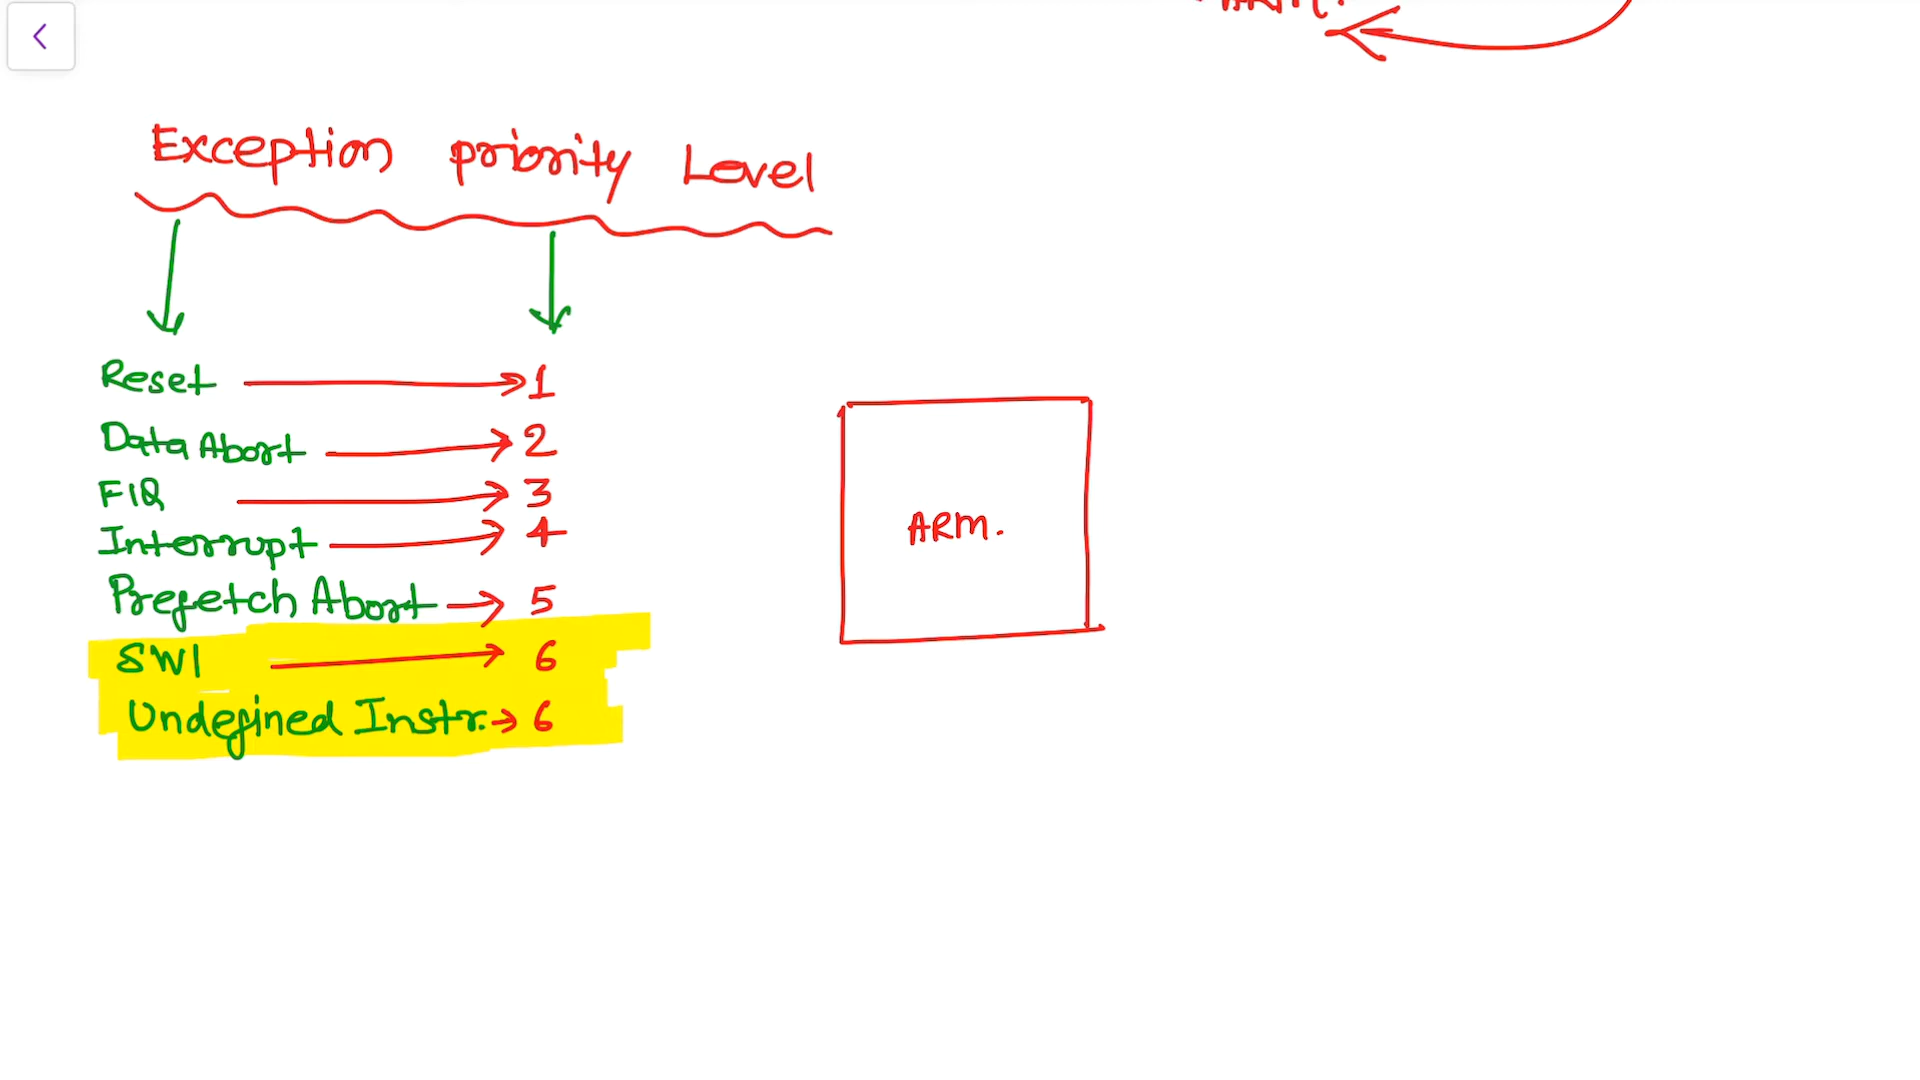 Exception priority Level
Reset → 1
Data Abort → 2
FIQ → 3
Interrupt → 4
Prefetch Abort → 5
SWI → 6
Undefined Instr. → 6
ARM.